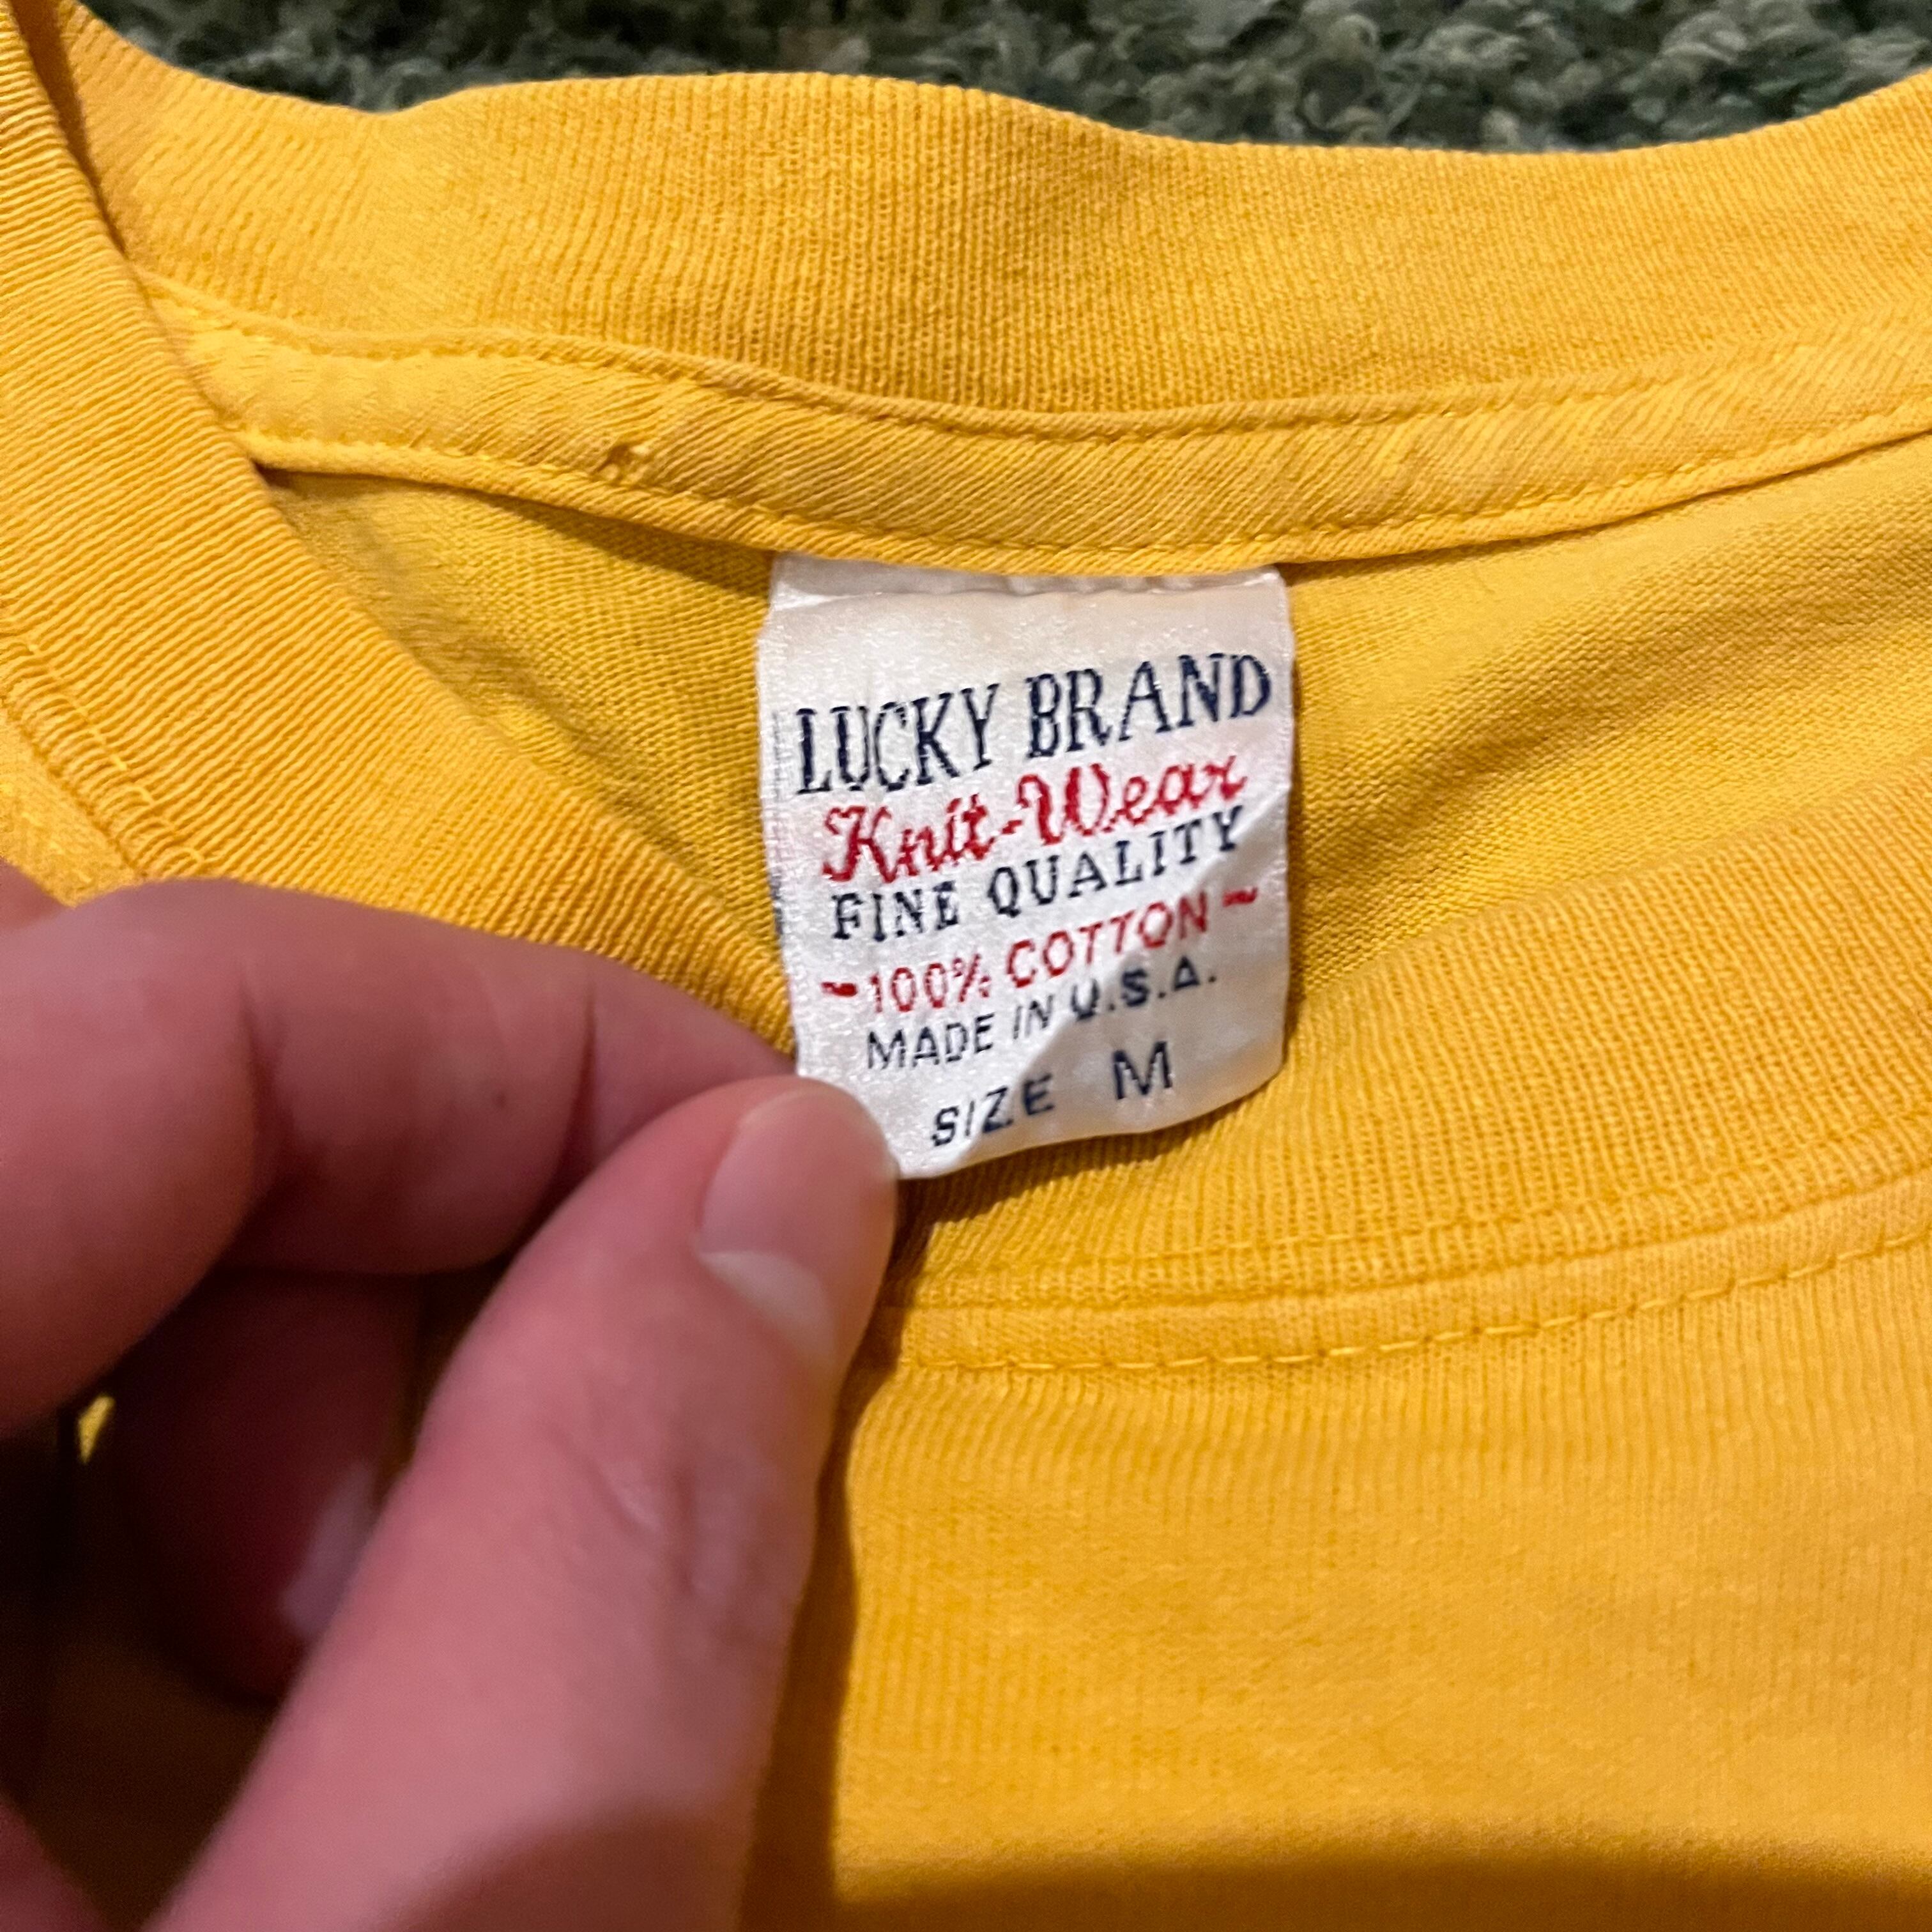 LUCKY BRAND
Knit-Wear
FINE QUALITY
~100% COTTON~
MADE IN U.S.A.
SIZE M